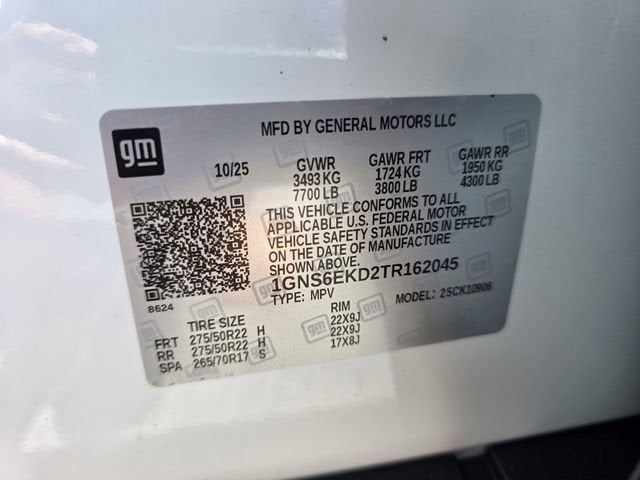 gm
MFD BY GENERAL MOTORS LLC
10/25 GVWR GAWR FRT GAWR RR
3493 KG 1724 KG 1950 KG
7700 LB 3800 LB 4300 LB
THIS VEHICLE CONFORMS TO ALL
APPLICABLE U.S. FEDERAL MOTOR
VEHICLE SAFETY STANDARDS IN EFFECT
ON THE DATE OF MANUFACTURE
SHOWN ABOVE.
1GNS6EKD2TR162045
8624 TYPE: MPV MODEL: 25CK10906
TIRE SIZE RIM
FRT 275/50R22 H 22X9J
RR 275/50R22 H 22X9J
SPA 265/70R17 S 17X8J